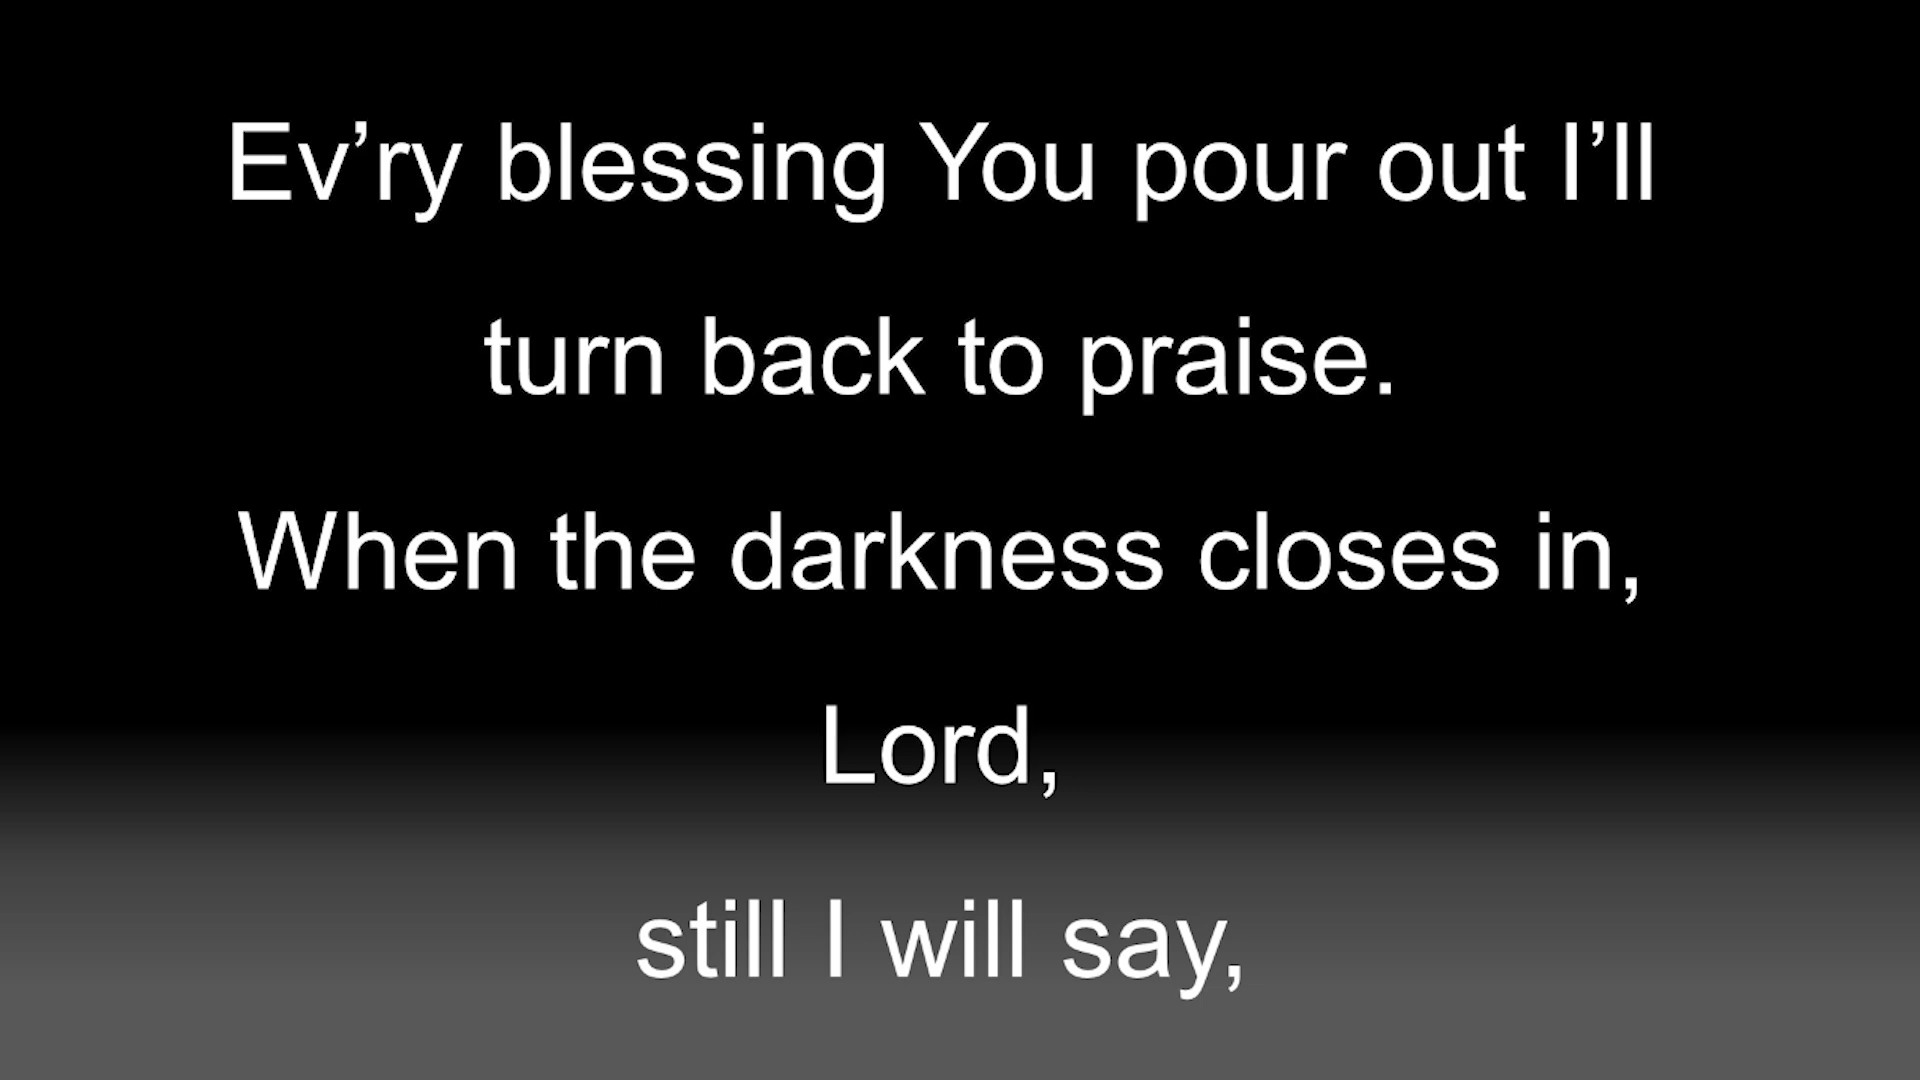 Ev’ry blessing You pour out I’ll
turn back to praise.
When the darkness closes in,
Lord,
still I will say,